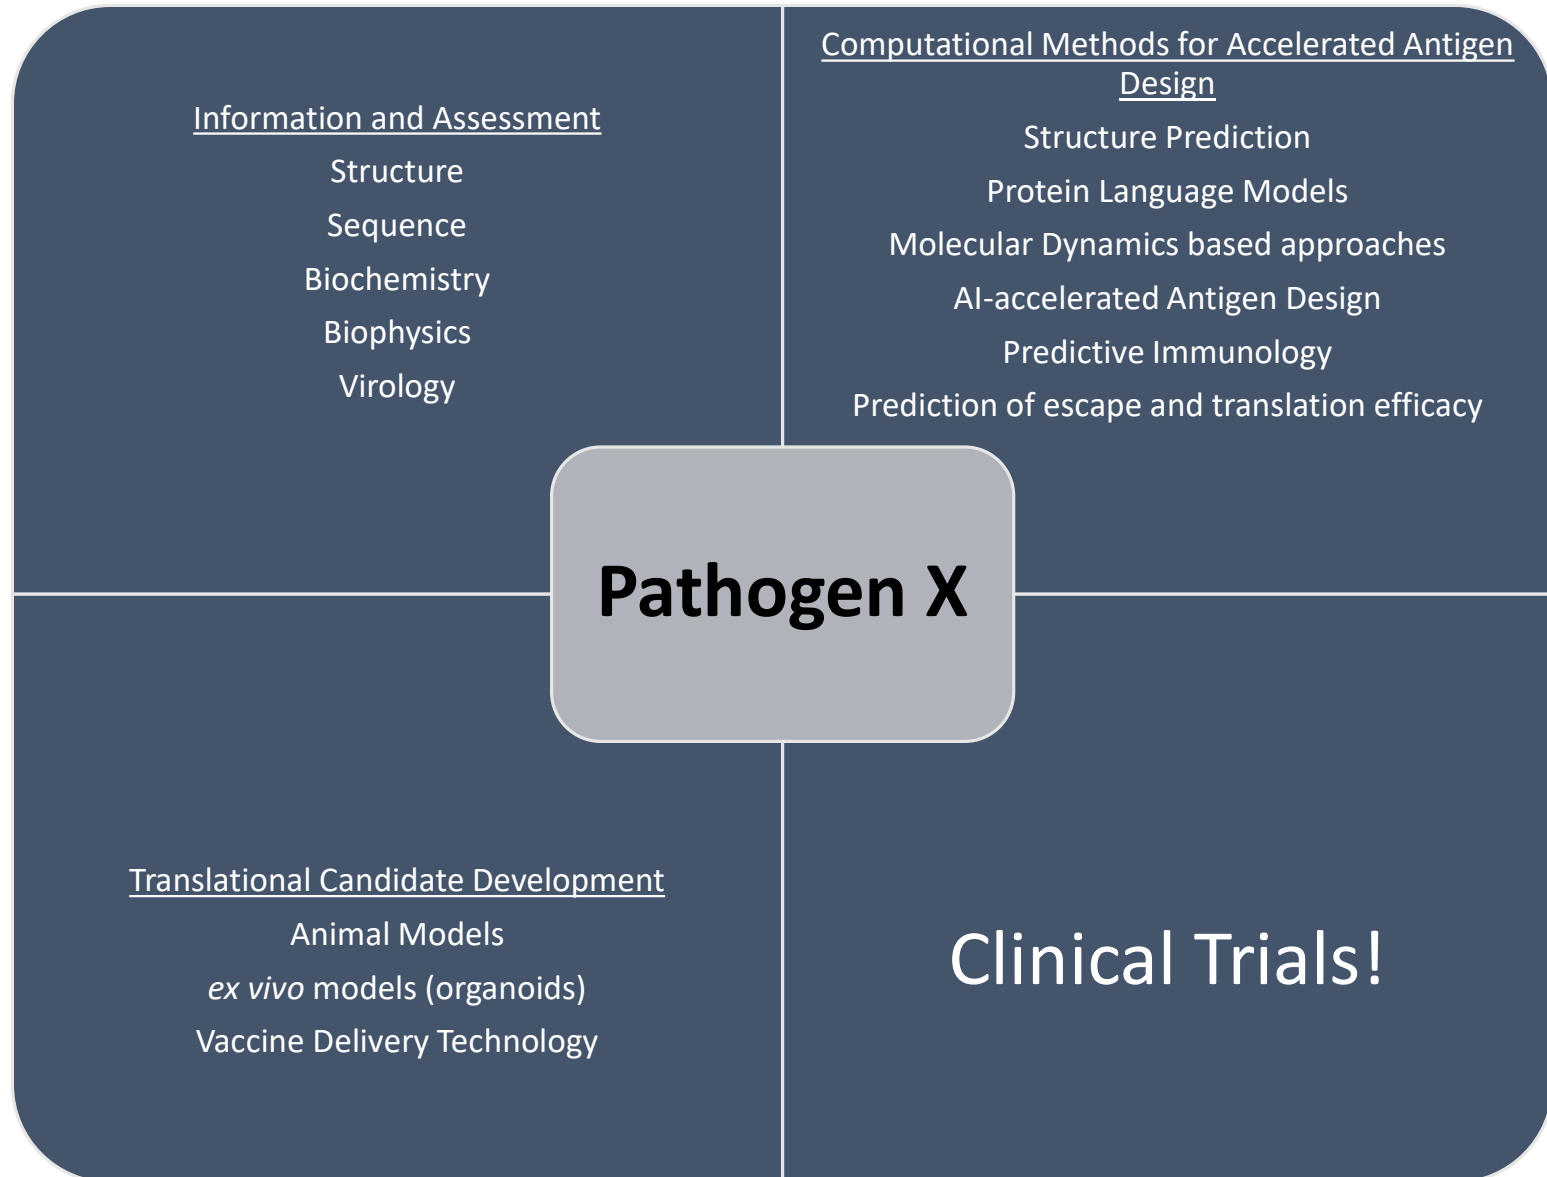 Information and Assessment
Structure
Sequence
Biochemistry
Biophysics
Virology
Computational Methods for Accelerated Antigen
Design
Structure Prediction
Protein Language Models
Molecular Dynamics based approaches
AI-accelerated Antigen Design
Predictive Immunology
Prediction of escape and translation efficacy
Pathogen X
Translational Candidate Development
Animal Models
ex vivo models (organoids)
Vaccine Delivery Technology
Clinical Trials!